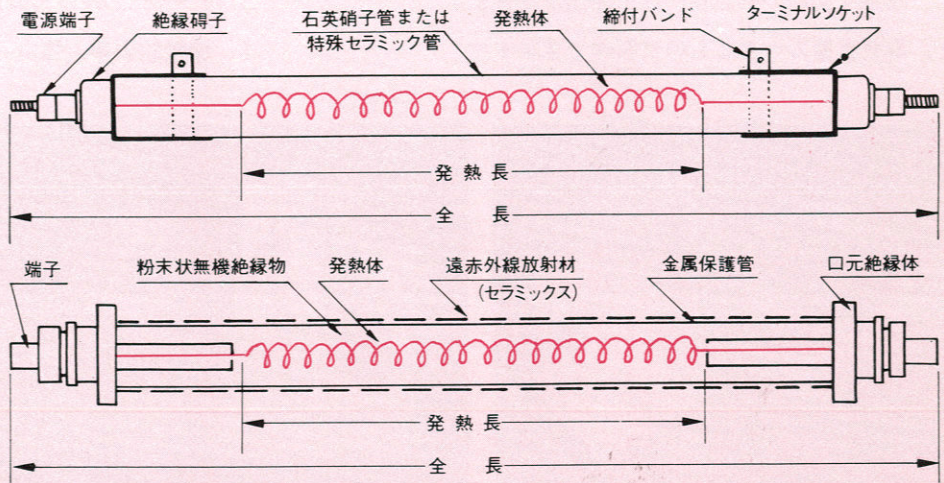 電源端子
絶縁碍子
石英硝子管または
特殊セラミック管
発熱体
締付バンド
ターミナルソケット
発熱長
全長
端子
粉末状無機絶縁物
発熱体
遠赤外線放射材
(セラミックス)
金属保護管
口元絶縁体
発熱長
全長